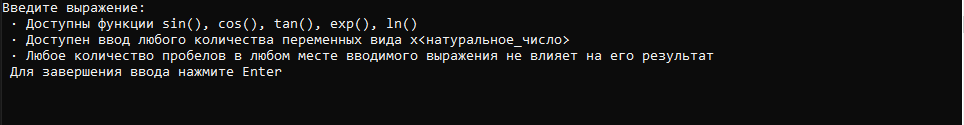 Введите выражение:
· Доступны функции sin(), cos(), tan(), exp(), ln()
· Доступен ввод любого количества переменных вида x<натуральное_число>
· Любое количество пробелов в любом месте вводимого выражения не влияет на его результат
Для завершения ввода нажмите Enter